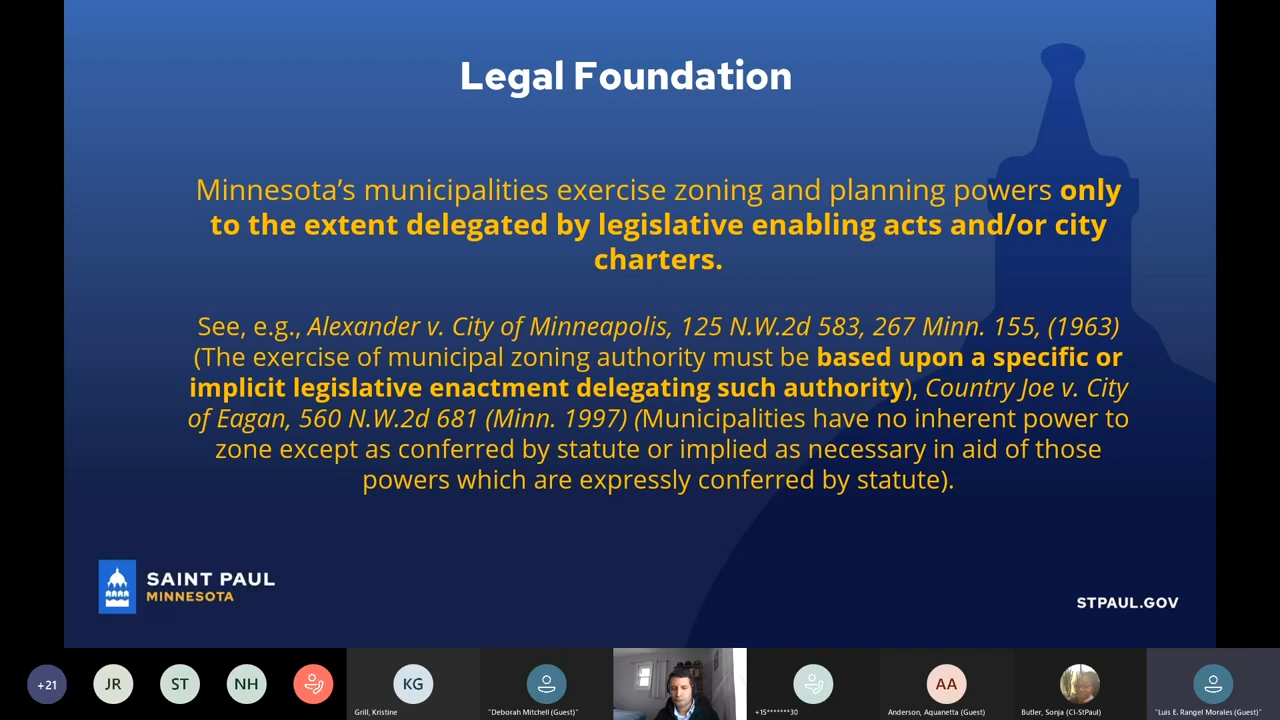 Legal Foundation
Minnesota’s municipalities exercise zoning and planning powers only
to the extent delegated by legislative enabling acts and/or city
charters.
See, e.g., Alexander v. City of Minneapolis, 125 N.W.2d 583, 267 Minn. 155, (1963)
(The exercise of municipal zoning authority must be based upon a specific or
implicit legislative enactment delegating such authority), Country Joe v. City
of Eagan, 560 N.W.2d 681 (Minn. 1997) (Municipalities have no inherent power to
zone except as conferred by statute or implied as necessary in aid of those
powers which are expressly conferred by statute).
SAINT PAUL
MINNESOTA
STPAUL.GOV
+21
JR
ST
NH
KG
AA
Grill, Kristine
"Deborah Mitchell (Guest)"
+15*******30
Anderson, Aquanetta (Guest)
Butler, Sonja (CI-StPaul)
"Luis E. Rangel Morales (Guest)"